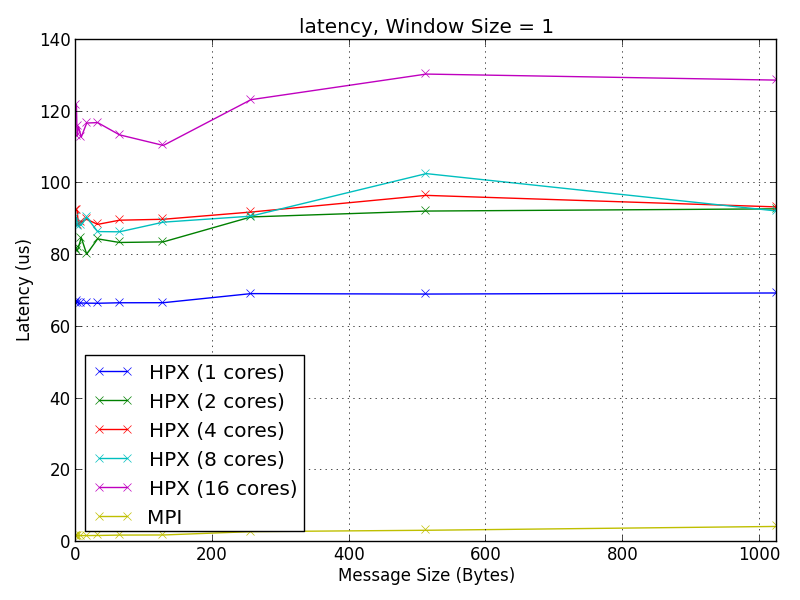 latency, Window Size = 1
140
120
100
80
60
40
20
0
Latency (us)
HPX (1 cores)
HPX (2 cores)
HPX (4 cores)
HPX (8 cores)
HPX (16 cores)
MPI
0 200 400 600 800 1000
Message Size (Bytes)